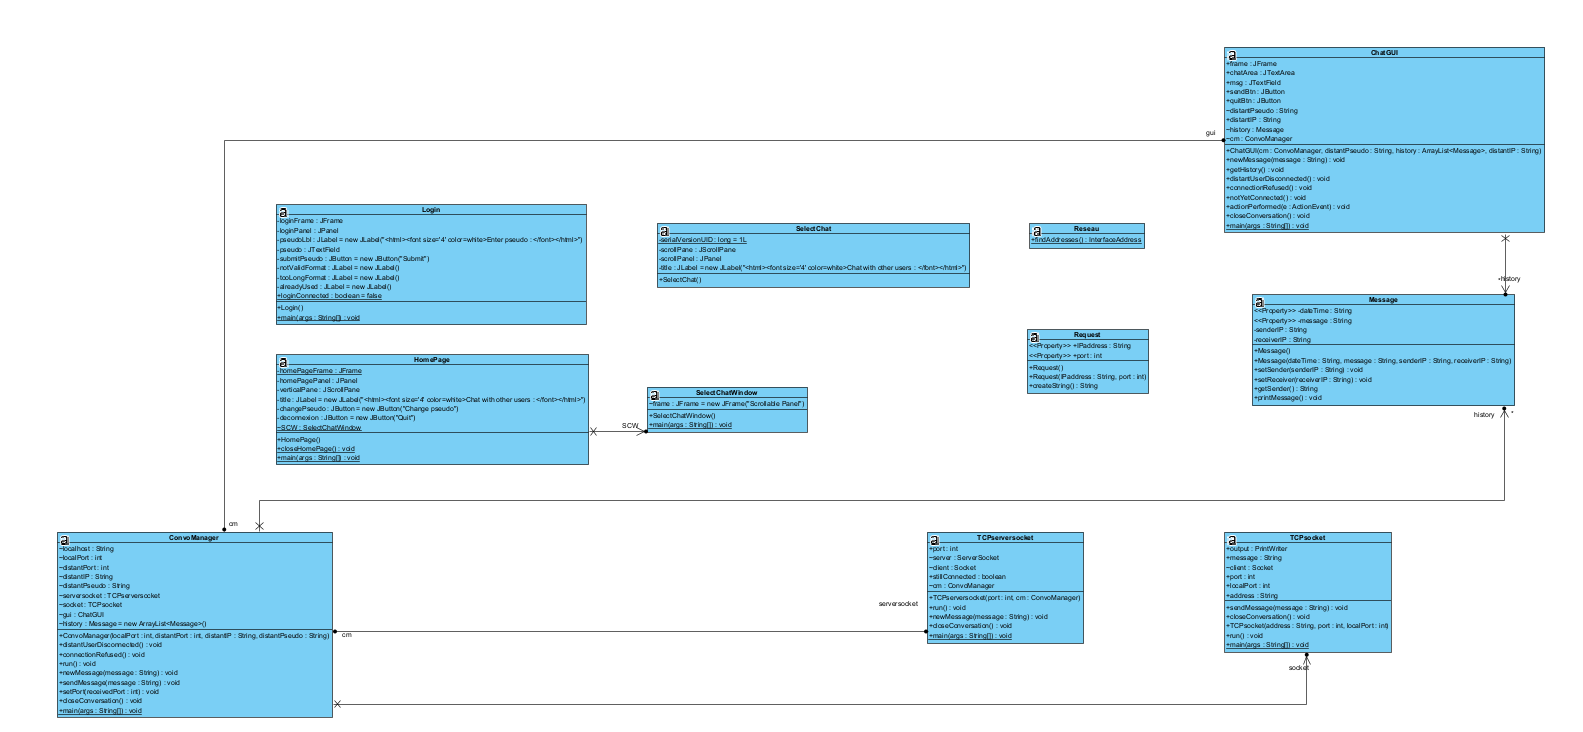 ChatGUI
+frame : JFrame
+chatArea : JTextArea
+msg : JTextField
+sendBtn : JButton
+quitBtn : JButton
~distantPseudo : String
+distantIP : String
~history : Message
~cm : ConvoManager
+ChatGUI(cm : ConvoManager, distantPseudo : String, history : ArrayList<Message>, distantIP : String)
+newMessage(message : String) : void
+getHistory() : void
+distantUserDisconnected() : void
+connectionRefused() : void
+notYetConnected() : void
+actionPerformed(e : ActionEvent) : void
+closeConversation() : void
+main(args : String[]) : void
gui
Login
-loginFrame : JFrame
-loginPanel : JPanel
-pseudoLbl : JLabel = new JLabel("<html><font size='4' color=white>Enter pseudo : </font></html>")
-pseudo : JTextField
-submitPseudo : JButton = new JButton("Submit")
-notValidFormat : JLabel = new JLabel()
-tooLongFormat : JLabel = new JLabel()
-alreadyUsed : JLabel = new JLabel()
+loginConnected : boolean = false
+Login()
+main(args : String[]) : void
SelectChat
-serialVersionUID : long = 1L
-scrollPane : JScrollPane
-scrollPanel : JPanel
-title : JLabel = new JLabel("<html><font size='4' color=white>Chat with other users : </font></html>")
+SelectChat()
Reseau
+findAddresses() : InterfaceAddress
*history
Message
<<Property>> -dateTime : String
<<Property>> -message : String
-senderIP : String
-receiverIP : String
+Message()
+Message(dateTime : String, message : String, senderIP : String, receiverIP : String)
+setSender(senderIP : String) : void
+setReceiver(receiverIP : String) : void
+getSender() : String
+printMessage() : void
history
*
Request
<<Property>> +IPaddress : String
<<Property>> +port : int
+Request()
+Request(IPaddress : String, port : int)
+createString() : String
HomePage
-homePageFrame : JFrame
-homePagePanel : JPanel
-verticalPane : JScrollPane
-title : JLabel = new JLabel("<html><font size='4' color=white>Chat with other users : </font></html>")
-changePseudo : JButton = new JButton("Change pseudo")
-deconnexion : JButton = new JButton("Quit")
~SCW : SelectChatWindow
+HomePage()
+closeHomePage() : void
+main(args : String[]) : void
SCW
SelectChatWindow
~frame : JFrame = new JFrame("Scrollable Panel")
+SelectChatWindow()
+main(args : String[]) : void
cm
ConvoManager
~localhost : String
~localPort : int
~distantPort : int
~distantIP : String
~distantPseudo : String
~serversocket : TCPserversocket
~socket : TCPsocket
~gui : ChatGUI
~history : Message = new ArrayList<Message>()
+ConvoManager(localPort : int, distantPort : int, distantIP : String, distantPseudo : String)
+distantUserDisconnected() : void
+connectionRefused() : void
+run() : void
+newMessage(message : String) : void
+sendMessage(message : String) : void
+setPort(receivedPort : int) : void
+closeConversation() : void
+main(args : String[]) : void
cm
serversocket
TCPserversocket
+port : int
~server : ServerSocket
~client : Socket
+stillConnected : boolean
~cm : ConvoManager
+TCPserversocket(port : int, cm : ConvoManager)
+run() : void
+newMessage(message : String) : void
+closeConversation() : void
+main(args : String[]) : void
TCPsocket
+output : PrintWriter
+message : String
~client : Socket
+port : int
+localPort : int
+address : String
+sendMessage(message : String) : void
+closeConversation() : void
+TCPsocket(address : String, port : int, localPort : int)
+run() : void
+main(args : String[]) : void
socket